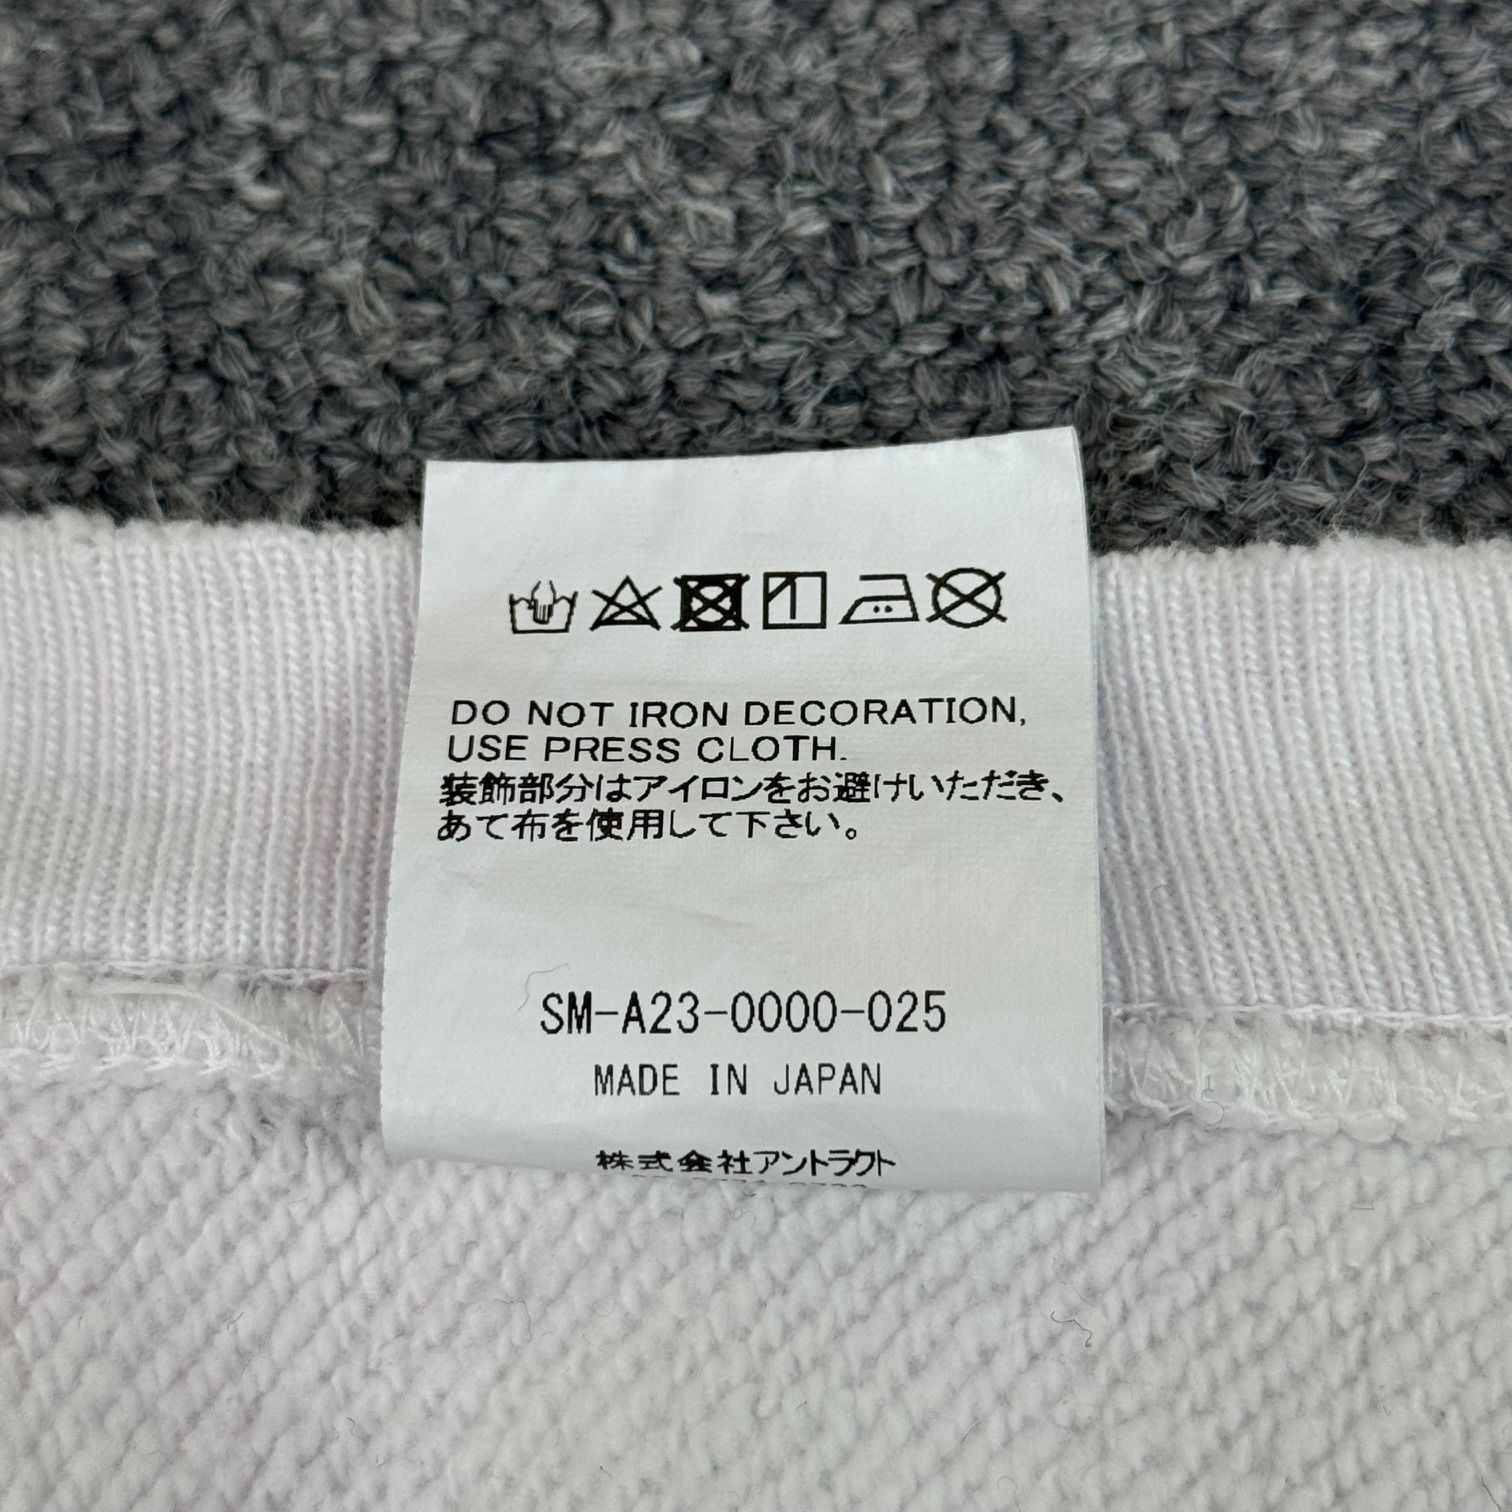 DO NOT IRON DECORATION,
USE PRESS CLOTH.
装飾部分はアイロンをお避けいただき、
あて布を使用して下さい。
SM-A23-0000-025
MADE IN JAPAN
株式会社アントラクト